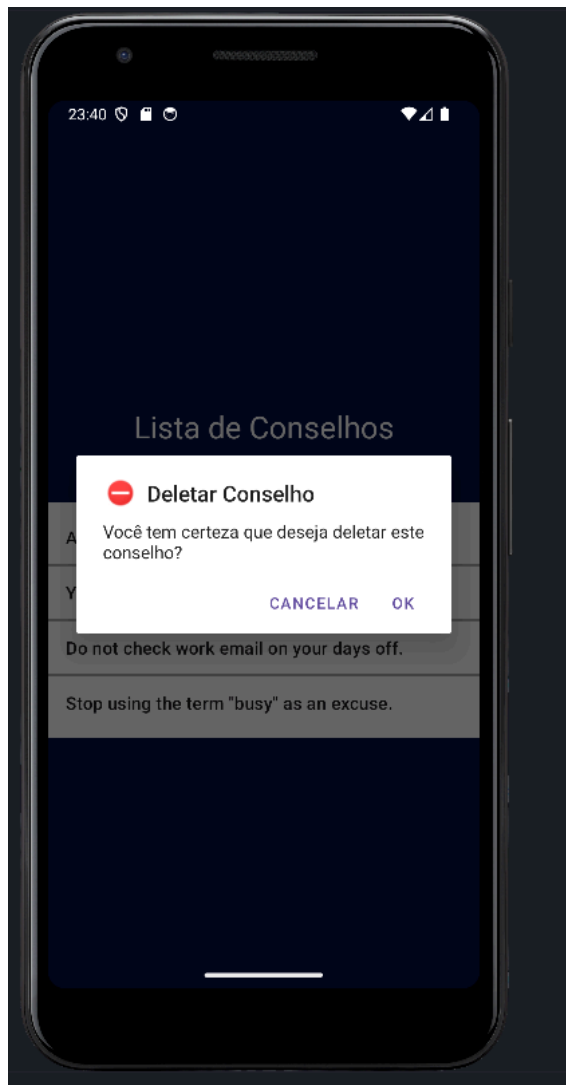 23:40
Lista de Conselhos
Deletar Conselho
Você tem certeza que deseja deletar este
conselho?
CANCELAR OK
Do not check work email on your days off.
Stop using the term "busy" as an excuse.